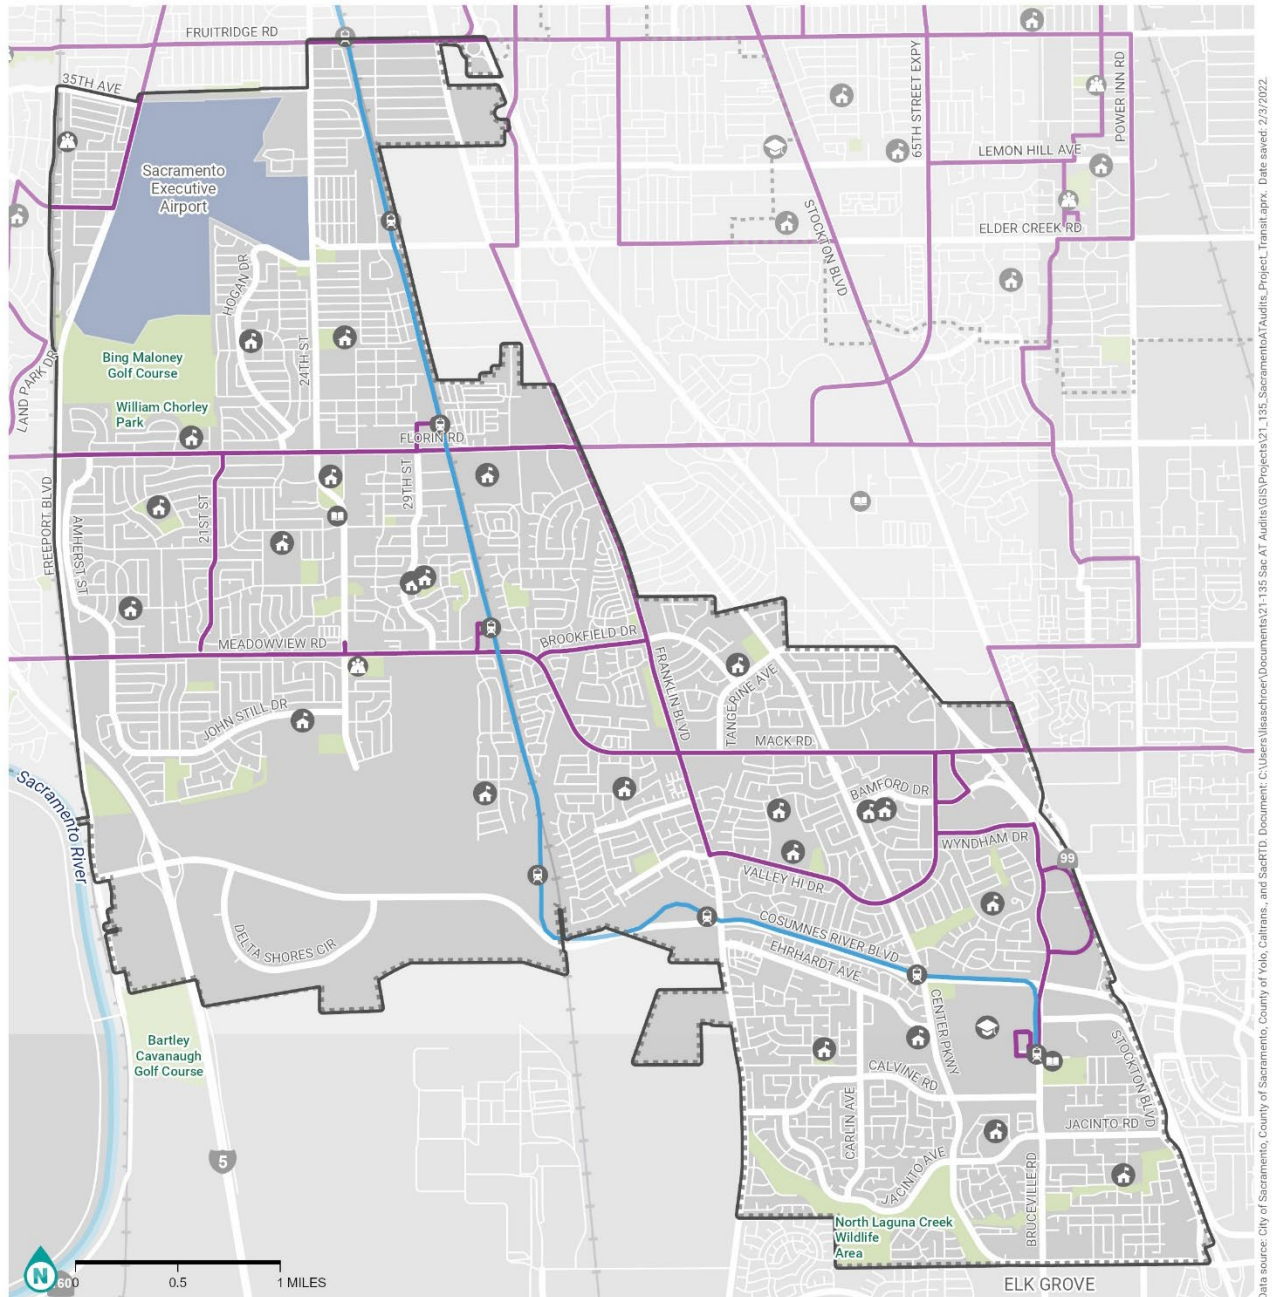 FRUITRIDGE RD
35TH AVE
65TH STREET EXPY
POWER INN RD
LEMON HILL AVE
Sacramento
Executive
Airport
STOCKTON BLVD
ELDER CREEK RD
HOGAN DR
24TH ST
LAND PARK DR
Bing Maloney
Golf Course
William Chorley
Park
FLORIN RD
29TH ST
21ST ST
FREEPORT BLVD
AMHERST ST
MEADOWVIEW RD
BROOKFIELD DR
FRANKLIN BLVD
TANGERINE AVE
JOHN STILL DR
MACK RD
BAMFORD DR
Sacramento River
WYNDHAM DR
99
VALLEY HI DR
DELTA SHORES CIR
COSUMNES RIVER BLVD
EHRHARDT AVE
CENTER PKWY
STOCKTON BLVD
Bartley
Cavanaugh
Golf Course
CALVINE RD
CARLIN AVE
JACINTO RD
5
JACINTO AVE
BRUCEVILLE RD
North Laguna Creek
Wildlife
Area
N
160
0 0.5 1 MILES
ELK GROVE
Data source: City of Sacramento, County of Sacramento, County of Yolo, Caltrans., and SacRTD. Document: C:\Users\lisaschroer\Documents\21-135 Sac AT Audits\GIS\Projects\21_135_SacramentoATAudits_Project_Transit.aprx. Date saved: 2/3/2022.